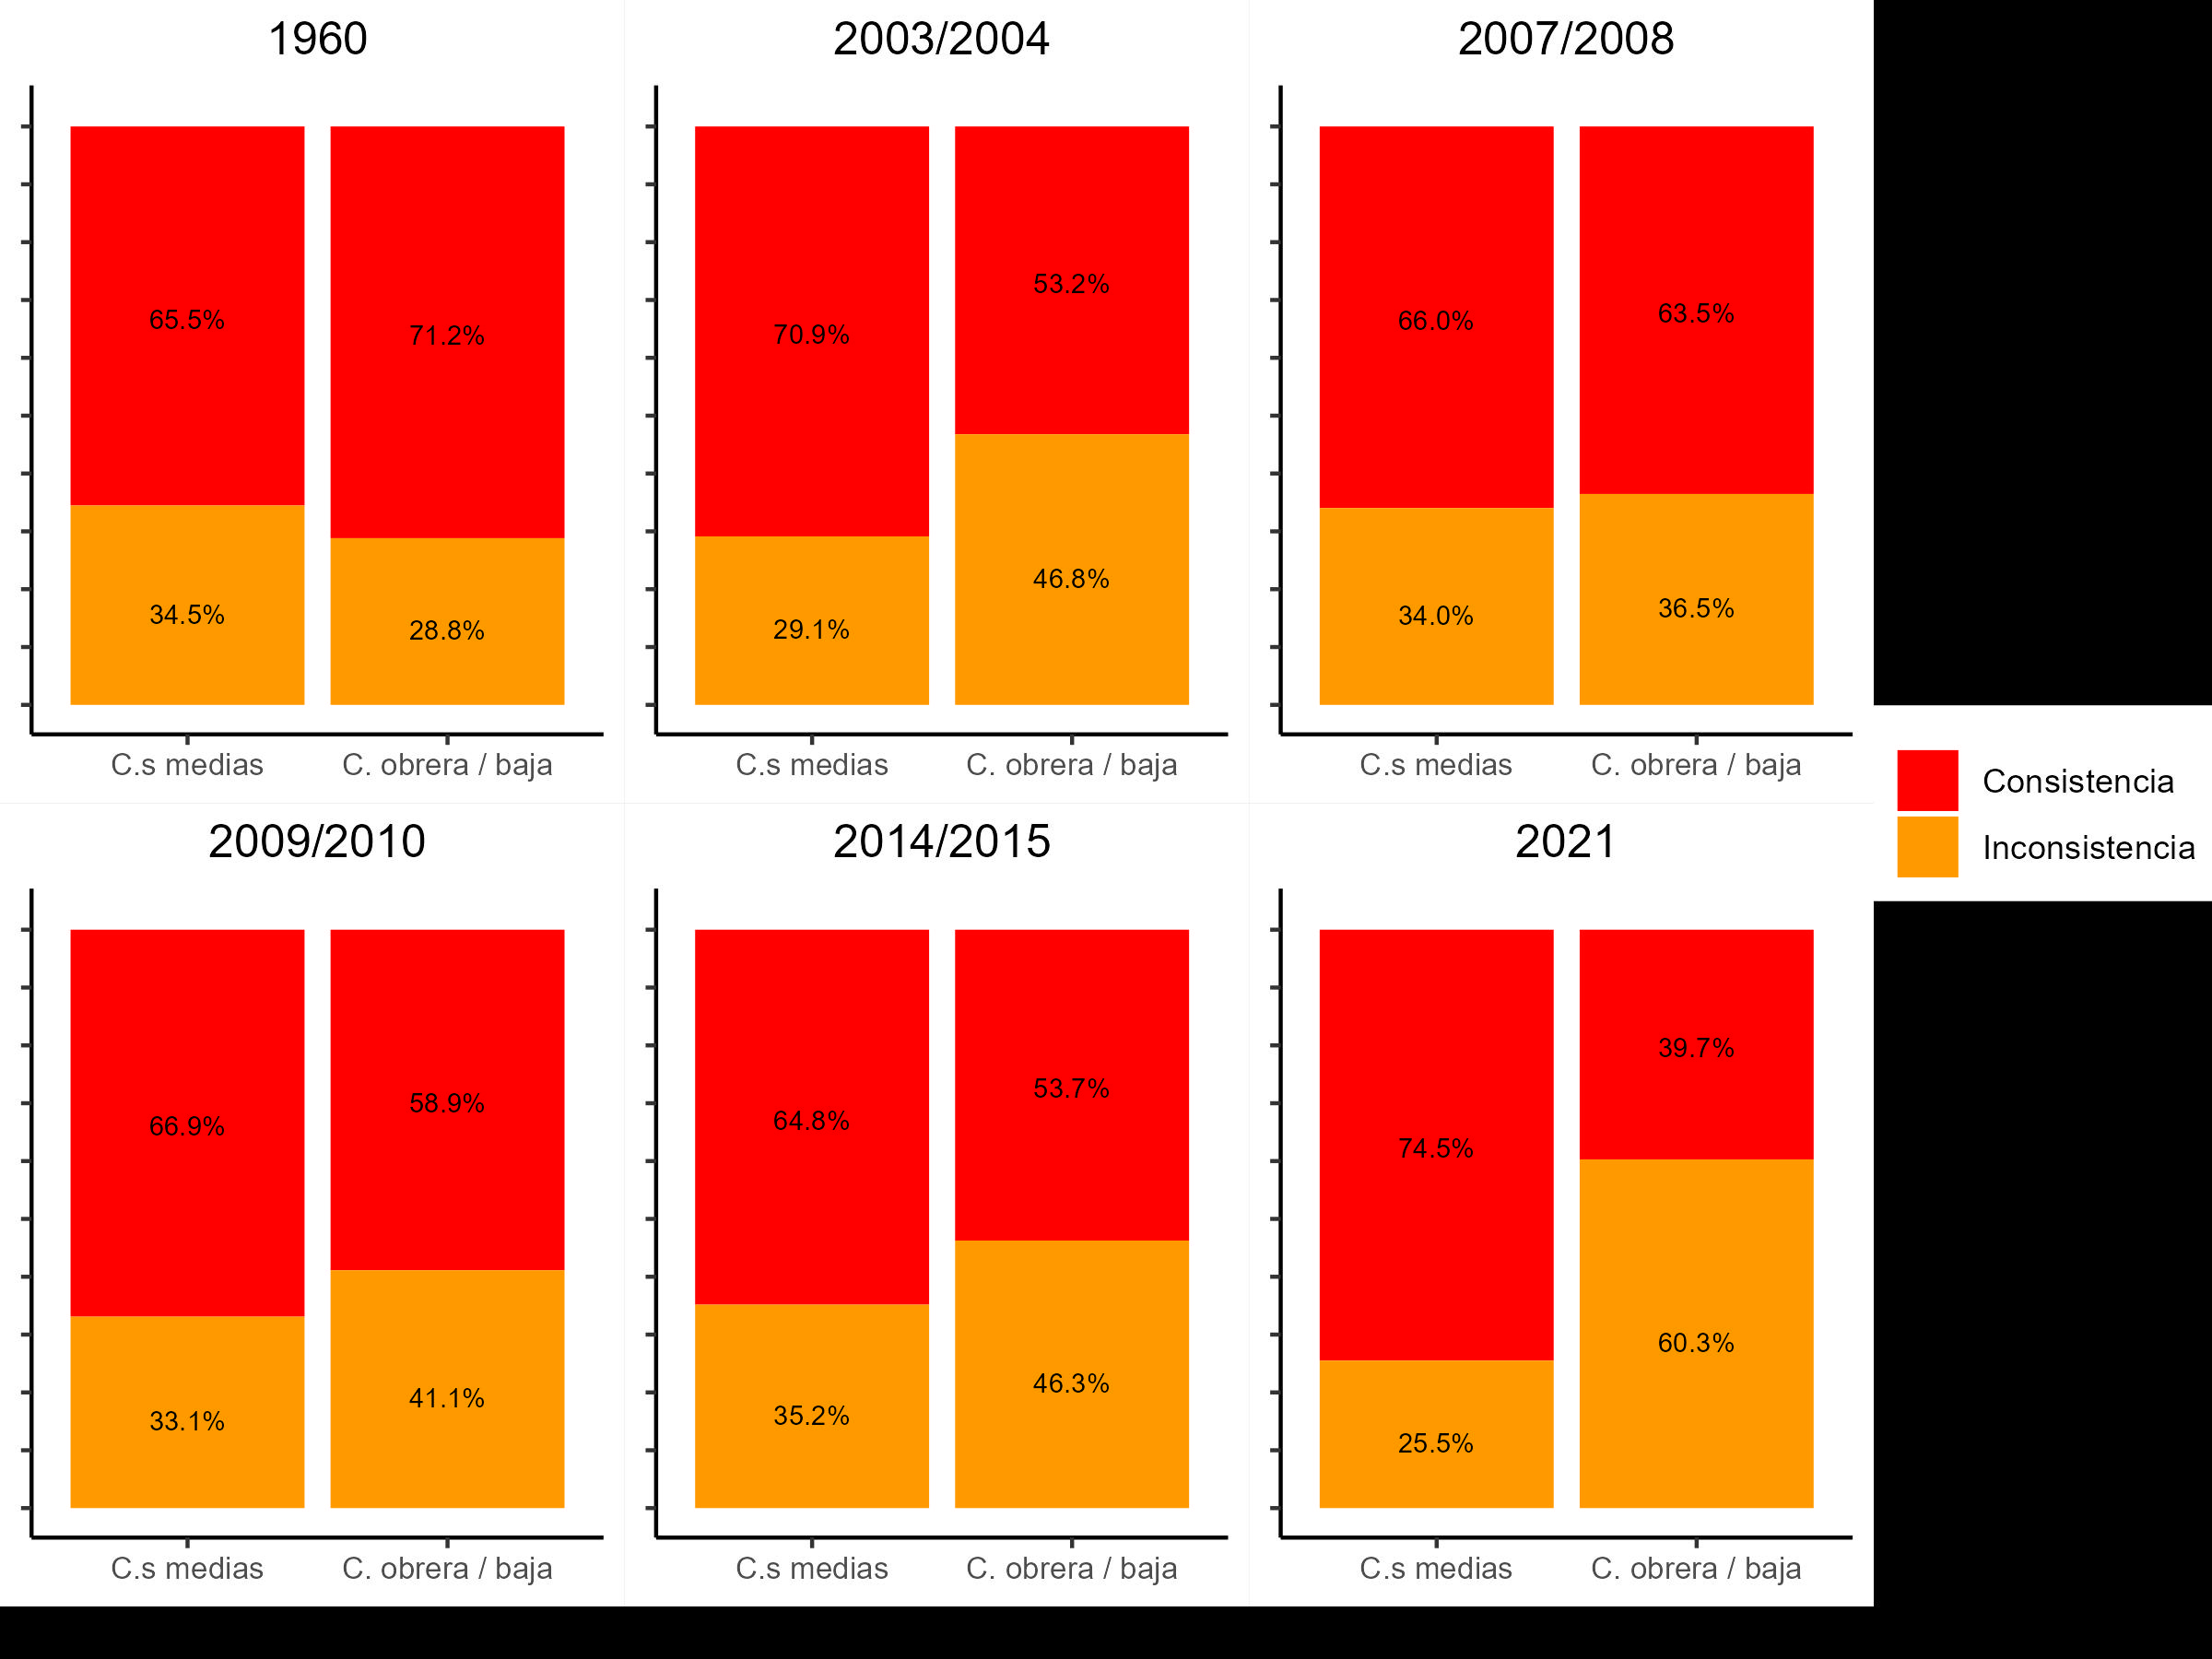 1960
65.5%
71.2%
34.5%
28.8%
C.s medias
C. obrera / baja
2003/2004
70.9%
53.2%
29.1%
46.8%
C.s medias
C. obrera / baja
2007/2008
66.0%
63.5%
34.0%
36.5%
C.s medias
C. obrera / baja
2009/2010
66.9%
58.9%
33.1%
41.1%
C.s medias
C. obrera / baja
2014/2015
64.8%
53.7%
35.2%
46.3%
C.s medias
C. obrera / baja
2021
74.5%
39.7%
25.5%
60.3%
C.s medias
C. obrera / baja
Consistencia
Inconsistencia